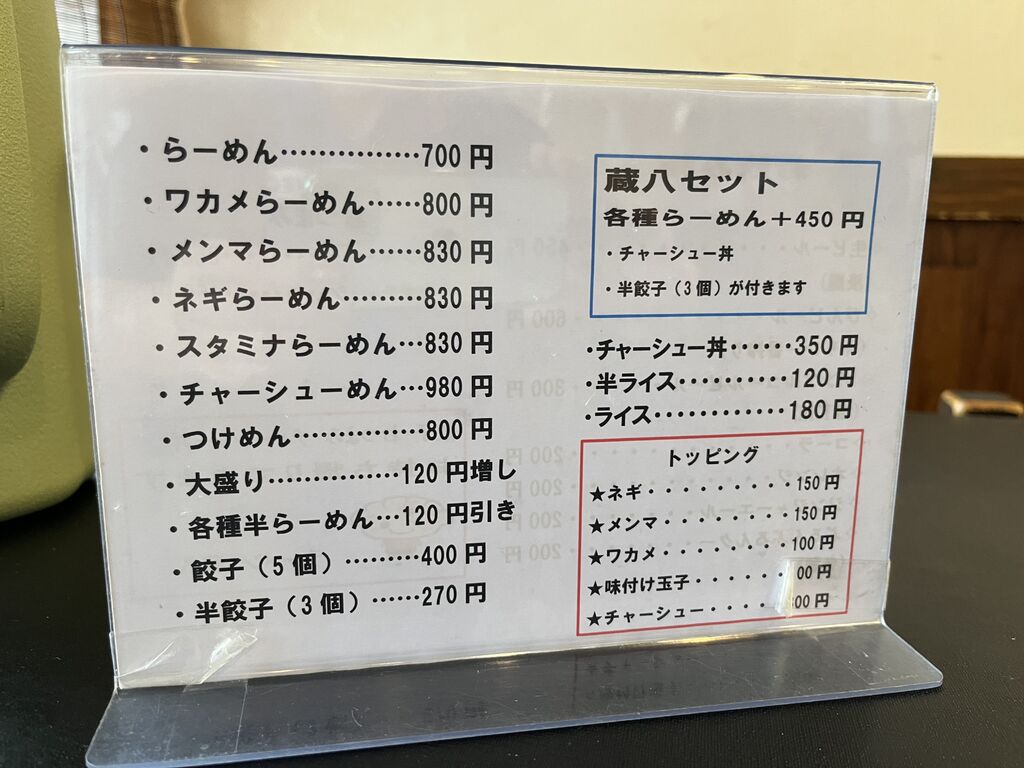 ・らーめん……………700円
・ワカメらーめん……800円
・メンマらーめん……830円
・ネギらーめん………830円
・スタミナらーめん…830円
・チャーシューめん…980円
・つけめん……………800円
・大盛り……………120円増し
・各種半らーめん…120円引き
・餃子（5個）………400円
・半餃子（3個）……270円
蔵八セット
各種らーめん＋450円
・チャーシュー丼
・半餃子（3個）が付きます
・チャーシュー丼・・・・・・350円
・半ライス・・・・・・・・・・120円
・ライス・・・・・・・・・・・・180円
トッピング
★ネギ・・・・・・・・・150円
★メンマ・・・・・・・・150円
★ワカメ・・・・・・・・100円
★味付け玉子・・・・・・00円
★チャーシュー・・・・00円